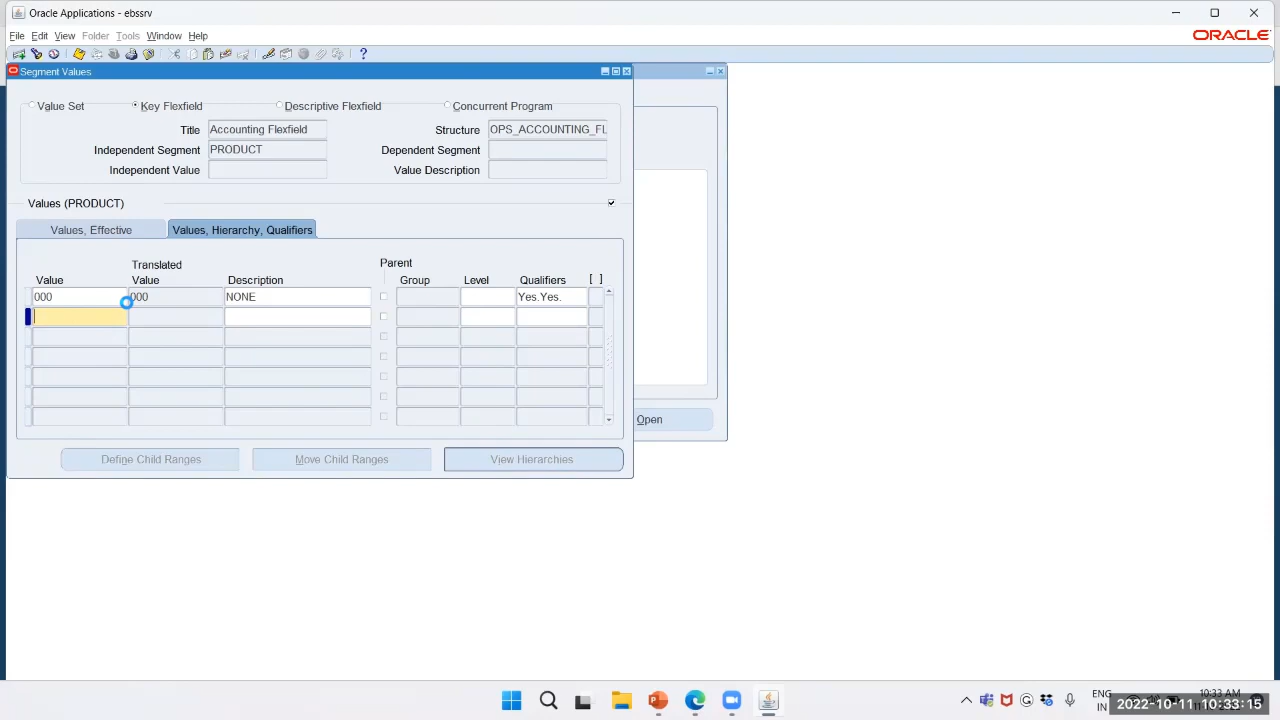 Oracle Applications - ebssrv
File Edit View Folder Tools Window Help
ORACLE
Segment Values
Value Set Key Flexfield Descriptive Flexfield Concurrent Program
Title Accounting Flexfield Structure OPS_ACCOUNTING_FL
Independent Segment PRODUCT Dependent Segment
Independent Value Value Description
Values (PRODUCT)
Values, Effective Values, Hierarchy, Qualifiers
Translated Parent
Value Value Description Group Level Qualifiers [ ]
000 000 NONE Yes.Yes.
Open
Define Child Ranges Move Child Ranges View Hierarchies
ENG
IN
10:33 AM
2022-10-11 10:33:15